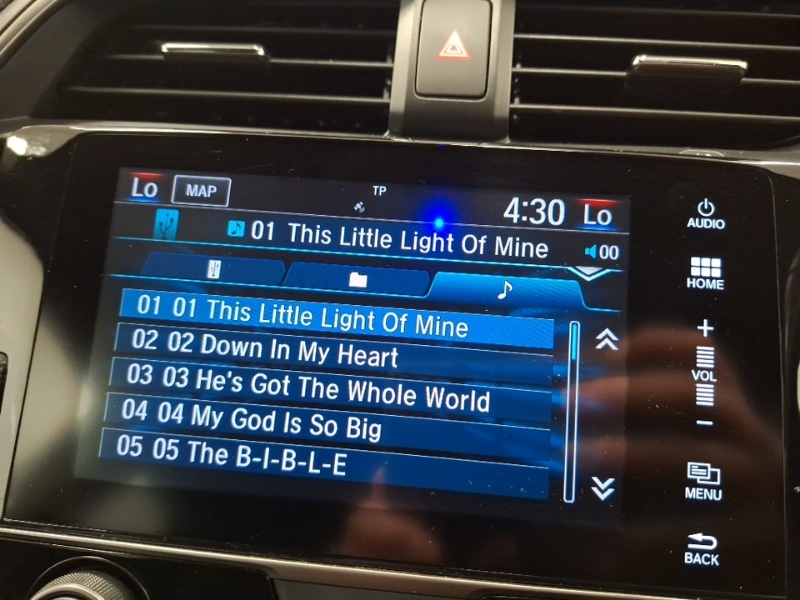 Lo MAP TP 4:30 Lo
01 This Little Light Of Mine 00
01 01 This Little Light Of Mine
02 02 Down In My Heart
03 03 He's Got The Whole World
04 04 My God Is So Big
05 05 The B-I-B-L-E
AUDIO
HOME
+
VOL
−
MENU
BACK